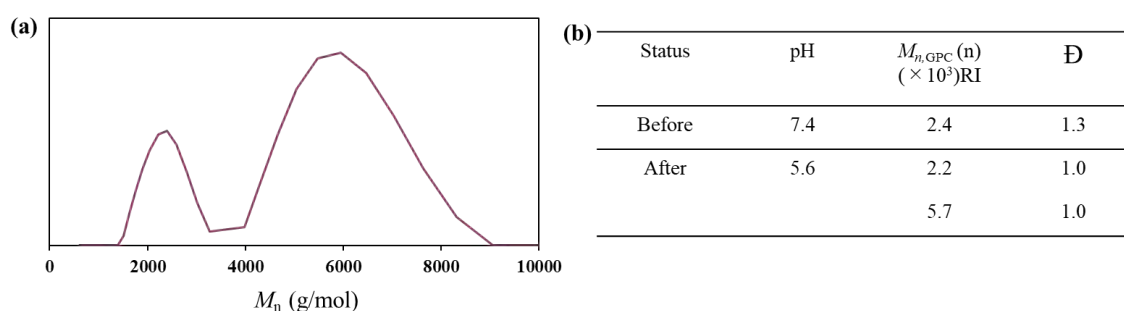 (a)
0 2000 4000 6000 8000 10000
Mn (g/mol)
(b)
Status pH Mn,GPC (n) Đ
(×10³)RI
Before 7.4 2.4 1.3
After 5.6 2.2 1.0
5.7 1.0